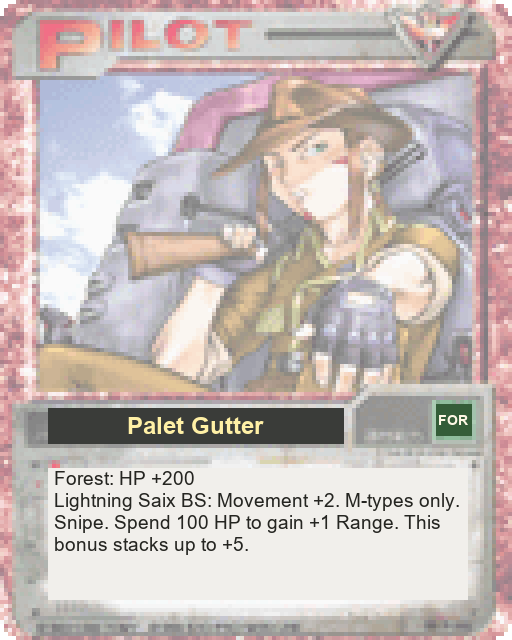 PILOT
Palet Gutter
FOR
Forest: HP +200
Lightning Saix BS: Movement +2. M-types only.
Snipe. Spend 100 HP to gain +1 Range. This
bonus stacks up to +5.